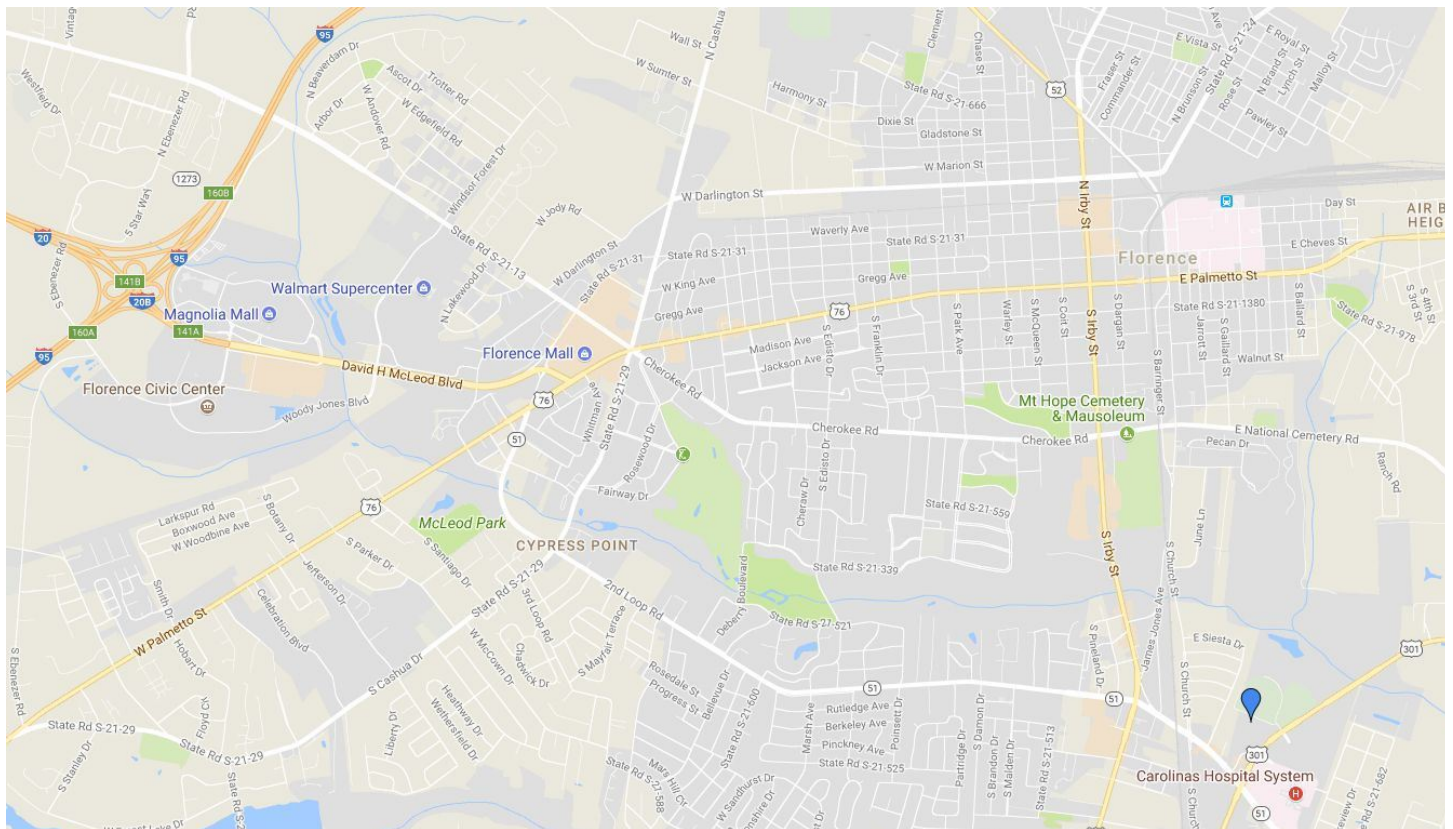 Westfield Dr
N Ebenezer Rd
5 Star Way
1273
160B
95
20
95
141B
20B
160A
141A
95
S Ebenezer Rd
Magnolia Mall
Walmart Supercenter
Florence Civic Center
Woody Jones Blvd
David H McLeod Blvd
N Beaverdam Dr
Arbor Dr
Ascot Dr
Trotter Rd
W Andover Rd
W Edgefield Rd
Windsor Forest Dr
State Rd S-21-13
W Jody Rd
N Lakewood Dr
W Darlington St
State Rd S-21-31
Florence Mall
Wall St
W Sumter St
N Cashua
W Darlington St
Harmony St
Clement
Chase St
State Rd S-21-666
Dixie St
Gladstone St
W Marion St
52
Fraser St
Commander St
E Vista St
N Brunson St
State Rd S-21-24
Rose St
N Brand St
E Royal St
Lynch St
Malloy St
Pawley St
N Irby St
Day St
AIR B
HEIG
E Cheves St
Florence
E Palmetto St
Waverly Ave
State Rd S-21-31
State Rd S-21-31
W King Ave
Gregg Ave
Gregg Ave
76
Madison Ave
Jackson Ave
S Edisto Dr
S Franklin Dr
S Park Ave
Warley St
S McQueen St
S Coit St
S Irby St
S Dargan St
State Rd S-21-1380
Jarrott St
S Gaillard St
S Ballard St
Walnut St
S 3rd St
S 4th St
State Rd S-21-978
S Barringer St
Mt Hope Cemetery
& Mausoleum
Cherokee Rd
Cherokee Rd
Cherokee Rd
E National Cemetery Rd
Pecan Dr
Ranch Rd
76
51
Whitman Ave
State Rd S-21-29
Rosewood Dr
Fairway Dr
Cheraw Dr
S Edisto Dr
State Rd S-21-559
June Ln
76
Larkspur Rd
Boxwood Ave
W Woodbine Ave
S Botany Dr
McLeod Park
CYPRESS POINT
S Parker Dr
S Santiago Dr
Jefferson Dr
Celebration Blvd
Smith Dr
Hobart Dr
W Palmetto St
State Rd S-21-29
2nd Loop Rd
3rd Loop Rd
Chadwick Dr
W McCown Dr
S Mayfair Terrace
Deberry Boulevard
State Rd S-21-339
State Rd S-21-521
S Irby St
S Church St
James Jones Ave
S Pineland Dr
E Siesta Dr
301
S Ebenezer Rd
State Rd S-21-29
Stanley Dr
State Rd S-21-29
Floyd Cir
S Cashua Dr
Liberty Dr
Heathway Dr
Wethersfield Dr
Rosedale St
Progress St
Bellevue Dr
State Rd S-21-600
Marsh Ave
51
Rutledge Ave
Berkeley Ave
Pinckney Ave
Poinsett Dr
State Rd S-21-525
Partridge Dr
S Damon Dr
S Brandon Dr
S Malden Dr
State Rd S-21-513
51
S Church St
301
Carolinas Hospital System
H
State Rd S-21-682
51
Mars Hill Cir
State Rd S-21-588
W Sandhurst Dr